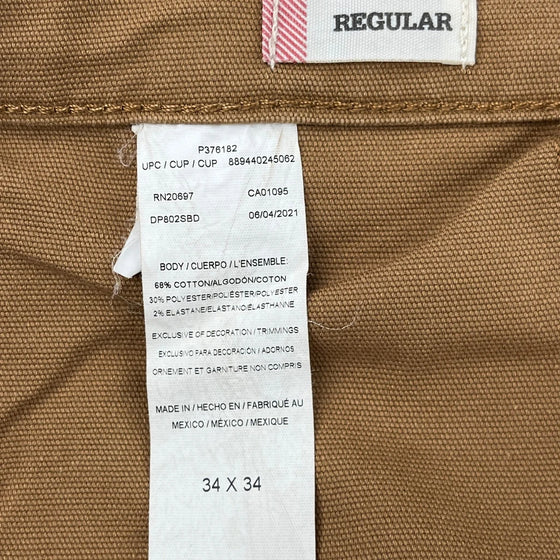 REGULAR
P376182
UPC / CUP / CUP 889440245062
RN20697 CA01095
DP802SBD 06/04/2021
BODY / CUERPO / L'ENSEMBLE:
68% COTTON/ALGODÓN/COTON
30% POLYESTER/POLIÉSTER/POLYESTER
2% ELASTANE/ELASTANO/ÉLASTHANNE
EXCLUSIVE OF DECORATION / TRIMMINGS
EXCLUSIVO PARA DECORACIÓN / ADORNOS
ORNEMENT ET GARNITURE NON COMPRIS
MADE IN / HECHO EN / FABRIQUÉ AU
MEXICO / MÉXICO / MEXIQUE
34 X 34